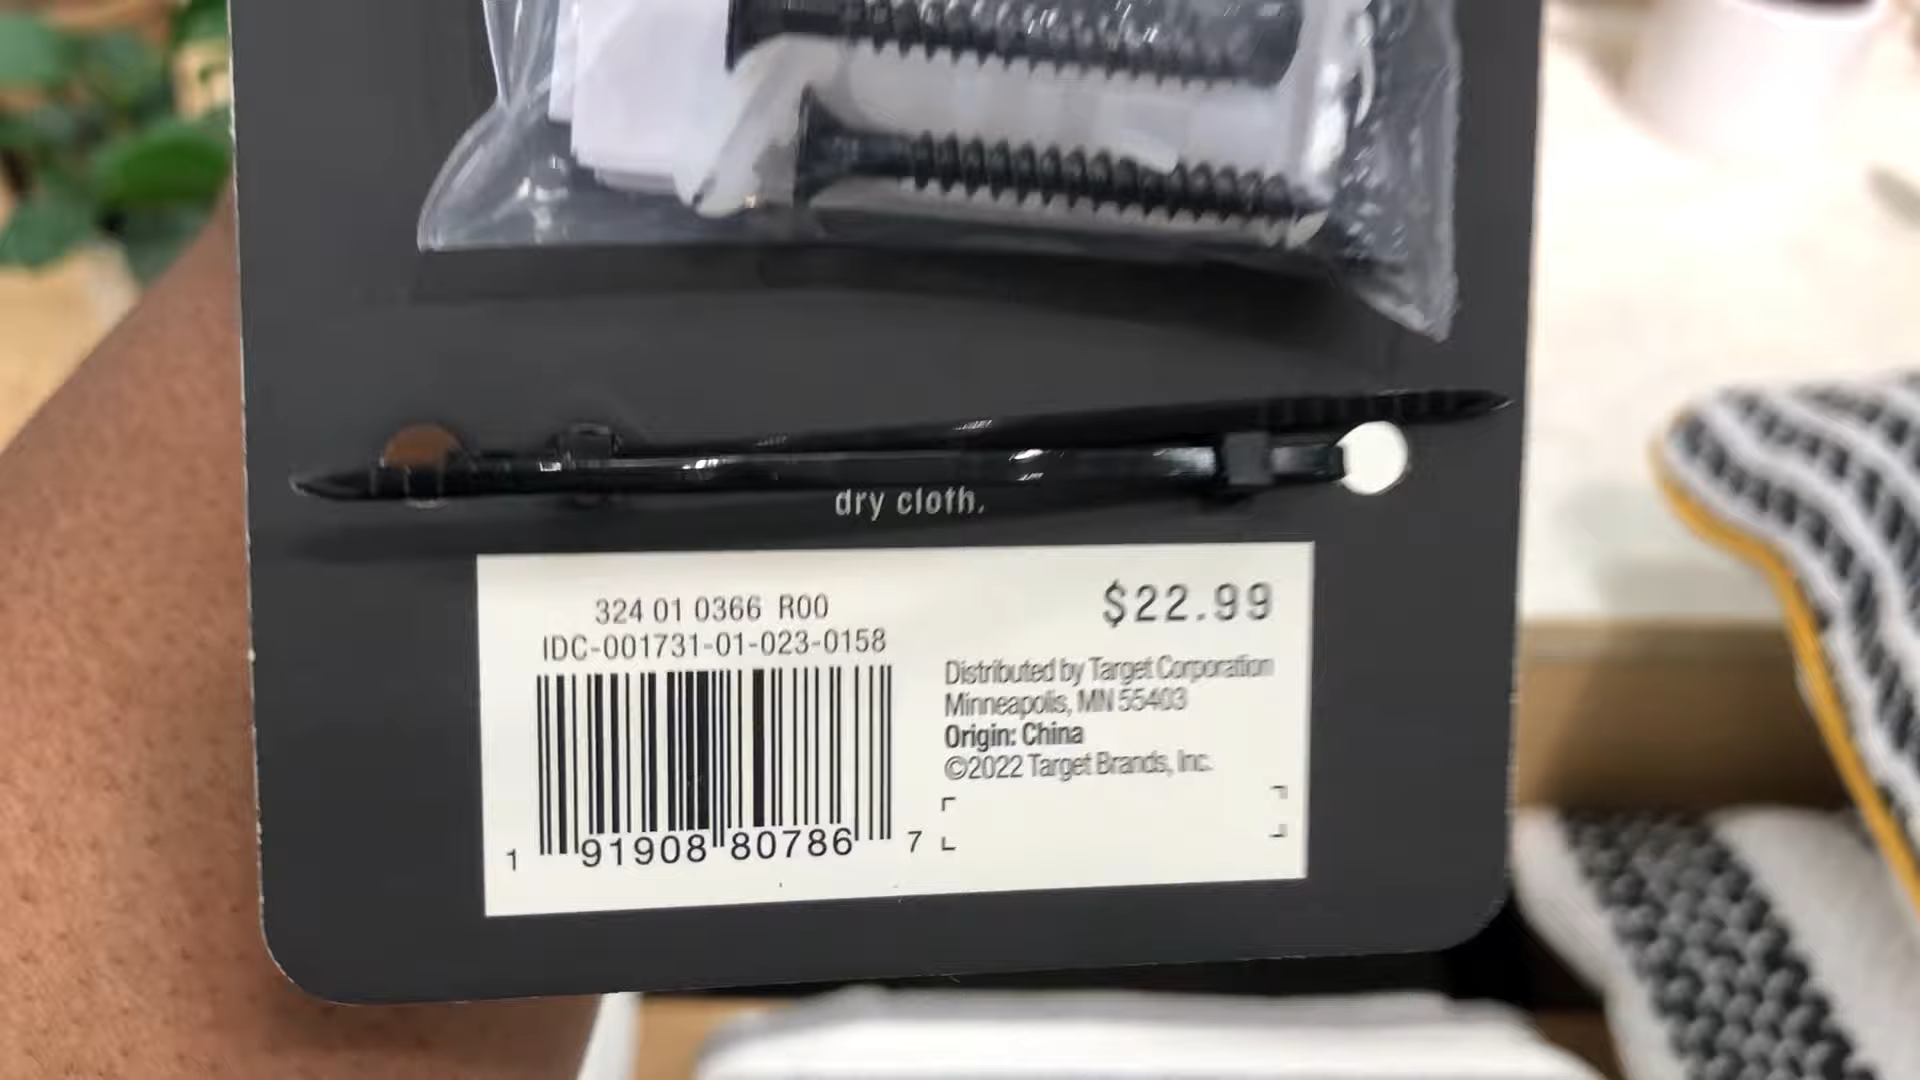 dry cloth.
324 01 0366 R00
IDC-001731-01-023-0158
1 91908 80786 7
$22.99
Distributed by Target Corporation
Minneapolis, MN 55403
Origin: China
©2022 Target Brands, Inc.